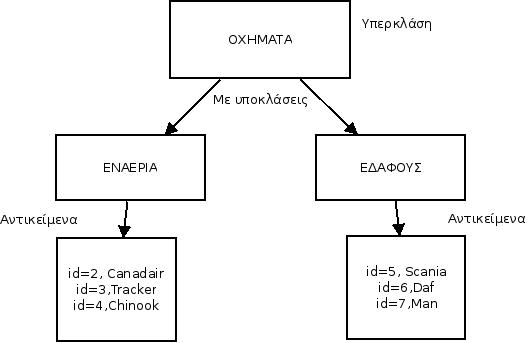 ΟΧΗΜΑΤΑ
Υπερκλάση
Με υποκλάσεις
ΕΝΑΕΡΙΑ
ΕΔΑΦΟΥΣ
Αντικείμενα
Αντικείμενα
id=2, Canadair
id=3,Tracker
id=4,Chinook
id=5, Scania
id=6,Daf
id=7,Man